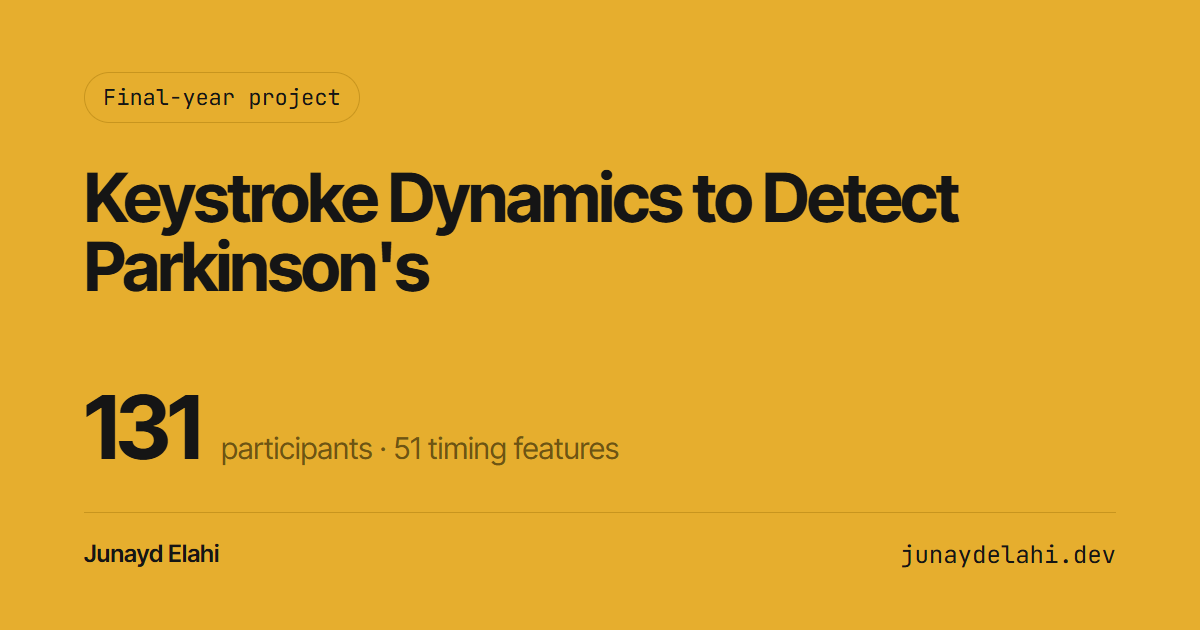 Final-year project
Keystroke Dynamics to Detect
Parkinson's
131 participants · 51 timing features
Junayd Elahi
junaydelahi.dev